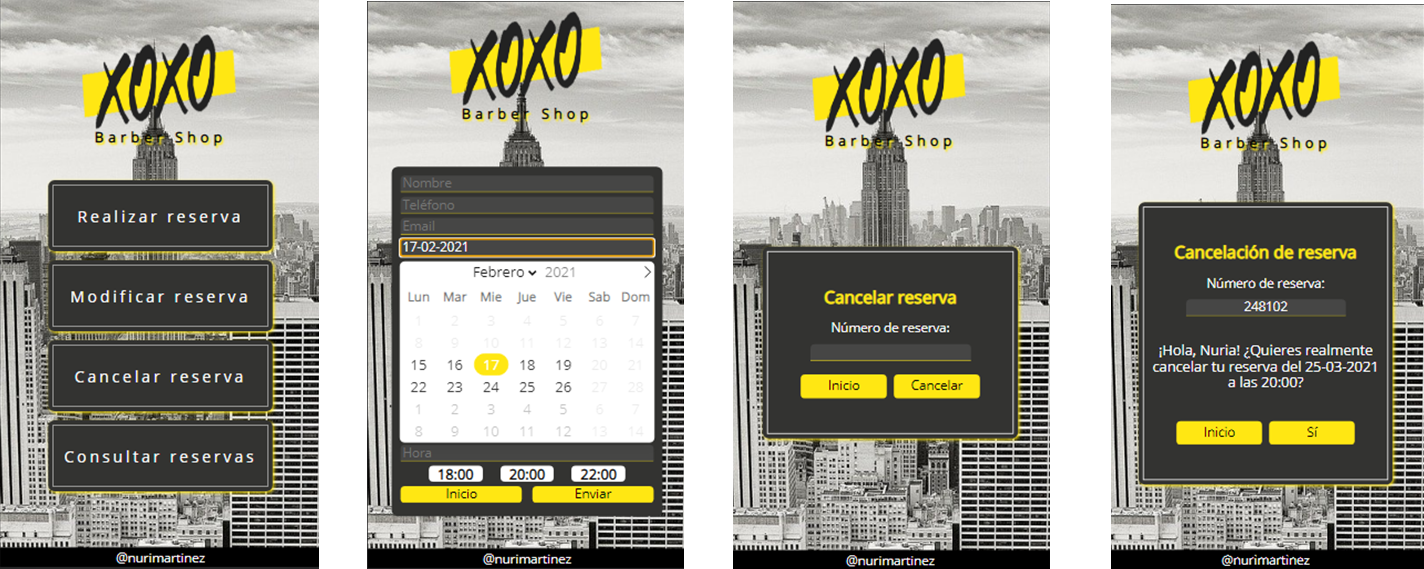 XOXO
Barber Shop
Realizar reserva
Modificar reserva
Cancelar reserva
Consultar reservas
@nurimartinez
XOXO
Barber Shop
Nombre
Teléfono
Email
17-02-2021
Febrero 2021
Lun Mar Mie Jue Vie Sab Dom
1 2 3 4 5 6 7
8 9 10 11 12 13 14
15 16 17 18 19 20 21
22 23 24 25 26 27 28
1 2 3 4 5 6 7
8 9 10 11 12 13 14
Hora
18:00 20:00 22:00
Inicio Enviar
@nurimartinez
XOXO
Barber Shop
Cancelar reserva
Número de reserva:
Inicio Cancelar
@nurimartinez
XOXO
Barber Shop
Cancelación de reserva
Número de reserva:
248102
¡Hola, Nuria! ¿Quieres realmente
cancelar tu reserva del 25-03-2021
a las 20:00?
Inicio Sí
@nurimartinez